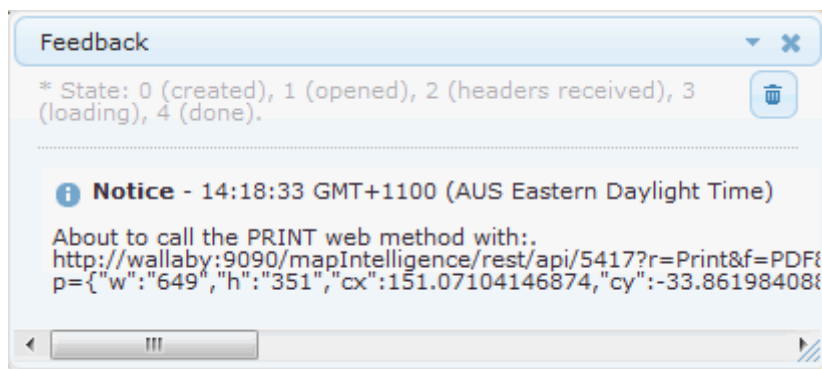 Feedback
* State: 0 (created), 1 (opened), 2 (headers received), 3
(loading), 4 (done).
Notice - 14:18:33 GMT+1100 (AUS Eastern Daylight Time)
About to call the PRINT web method with:.
http://wallaby:9090/mapIntelligence/rest/api/5417?r=Print&f=PDF&
p={"w":"649","h":"351","cx":151.07104146874,"cy":-33.861984088